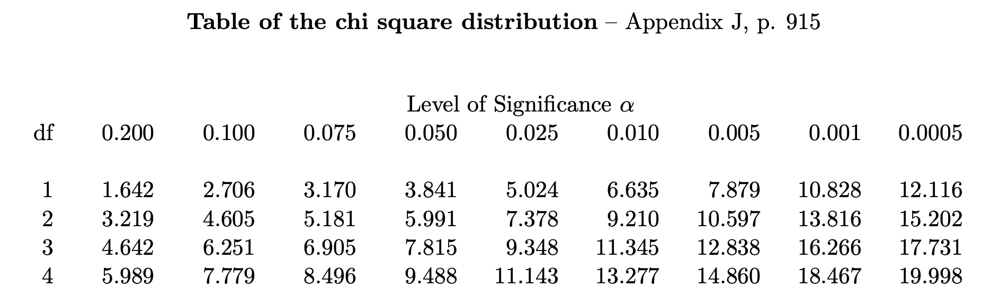 Table of the chi square distribution – Appendix J, p. 915
Level of Significance α
df 0.200 0.100 0.075 0.050 0.025 0.010 0.005 0.001 0.0005
1 1.642 2.706 3.170 3.841 5.024 6.635 7.879 10.828 12.116
2 3.219 4.605 5.181 5.991 7.378 9.210 10.597 13.816 15.202
3 4.642 6.251 6.905 7.815 9.348 11.345 12.838 16.266 17.731
4 5.989 7.779 8.496 9.488 11.143 13.277 14.860 18.467 19.998